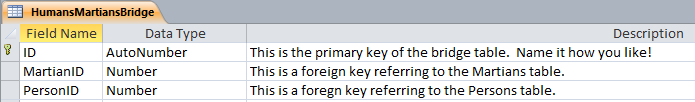 HumansMartiansBridge
Field Name Data Type Description
ID AutoNumber This is the primary key of the bridge table. Name it how you like!
MartianID Number This is a foreign key referring to the Martians table.
PersonID Number This is a foregn key referring to the Persons table.